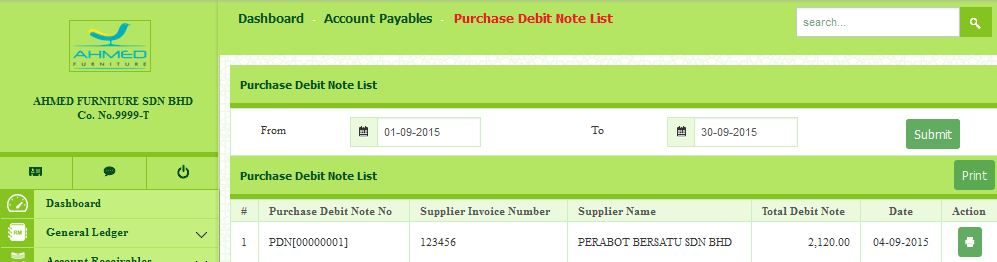 Dashboard - Account Payables - Purchase Debit Note List
search...
AHMED
FURNITURE
AHMED FURNITURE SDN BHD
Co. No.9999-T
Purchase Debit Note List
From 01-09-2015 To 30-09-2015 Submit
Purchase Debit Note List Print
Dashboard
RM General Ledger
Account Receivables
# Purchase Debit Note No Supplier Invoice Number Supplier Name Total Debit Note Date Action
1 PDN[00000001] 123456 PERABOT BERSATU SDN BHD 2,120.00 04-09-2015